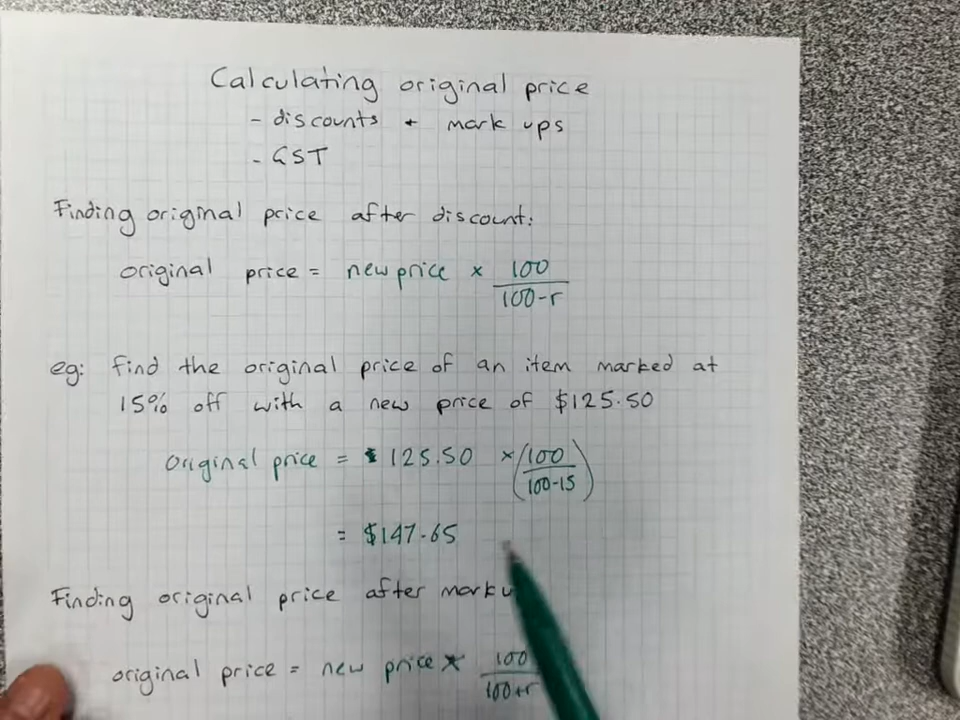 Calculating original price
- discounts + mark ups
- GST
Finding original price after discount:
original price = new price × 100/100-r
eg: Find the original price of an item marked at
15% off with a new price of $125.50
Original price = $125.50 × (100/100-15)
= $147.65
Finding original price after
original price = new price × 100/100+r